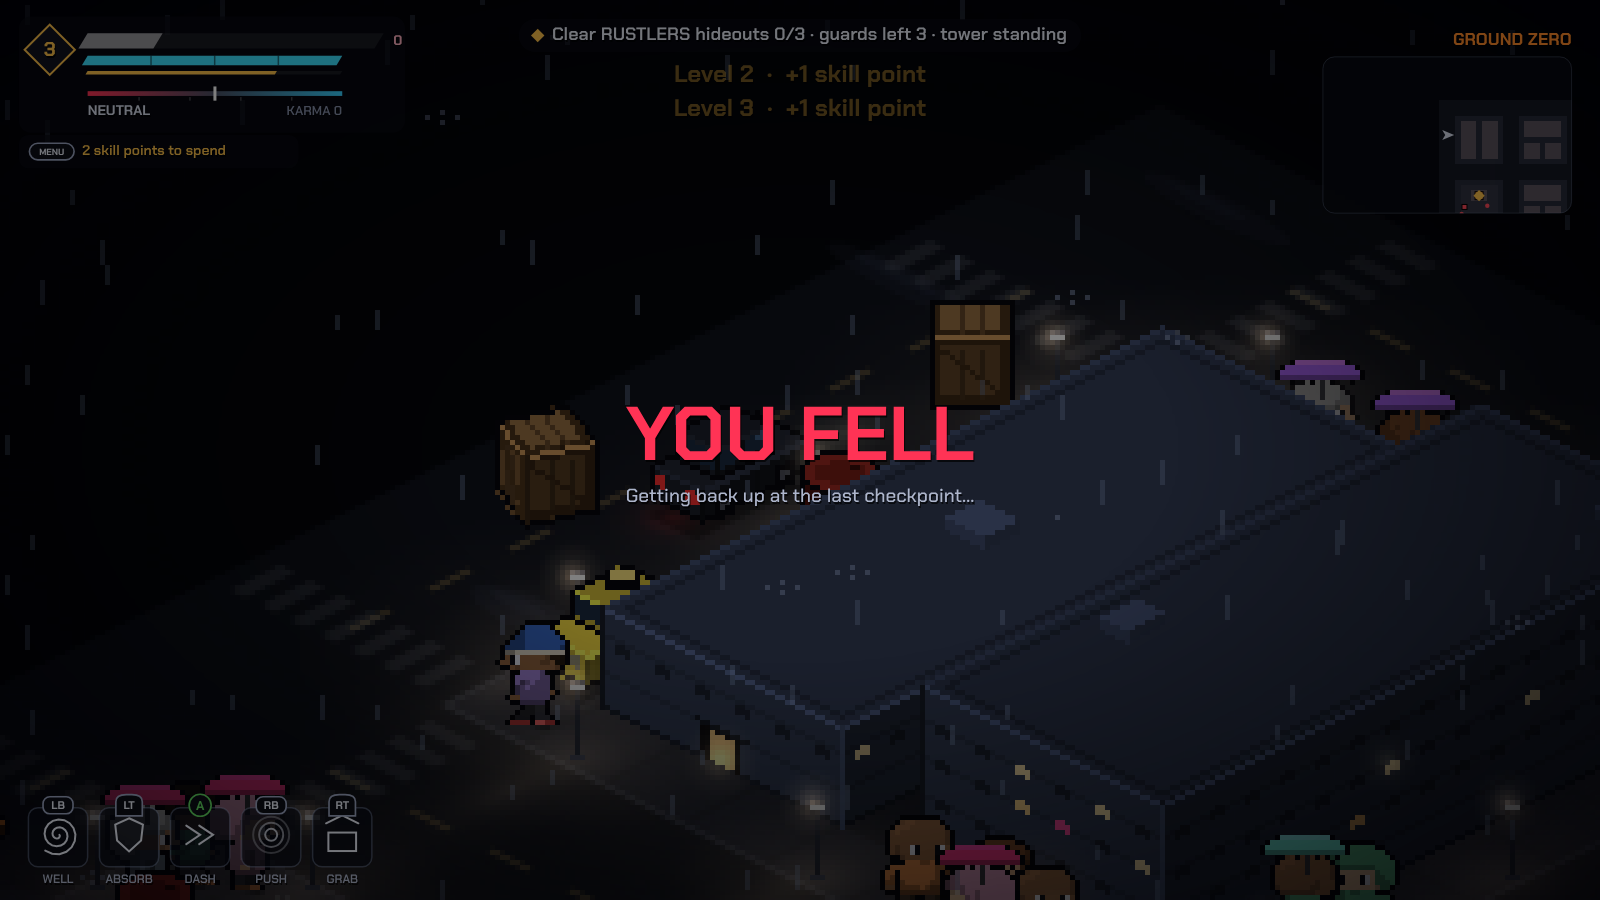 3
0
NEUTRAL
KARMA 0
MENU
2 skill points to spend
Clear RUSTLERS hideouts 0/3 · guards left 3 · tower standing
Level 2 · +1 skill point
Level 3 · +1 skill point
GROUND ZERO
YOU FELL
Getting back up at the last checkpoint...
LB
LT
A
RB
RT
WELL
ABSORB
DASH
PUSH
GRAB